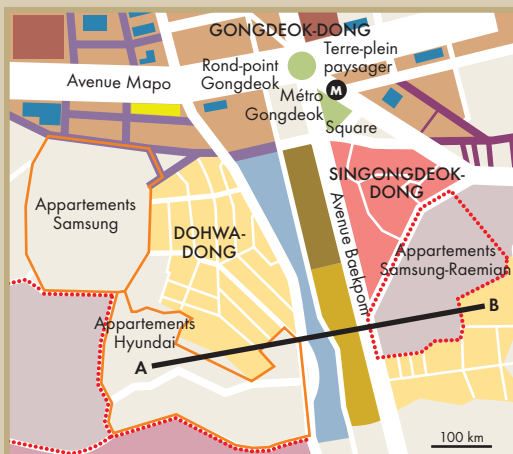 GONGDEOK-DONG
Rond-point
Gongdeok
Terre-plein
paysager
Avenue Mapo
Métro
Gongdeok
M
Square
SINGONGDEOK-
DONG
Appartements
Samsung
DOHWA-
DONG
Avenue Baekpom
Appartements
Samsung-Raemian
Appartements
Hyundai
A
B
100 km